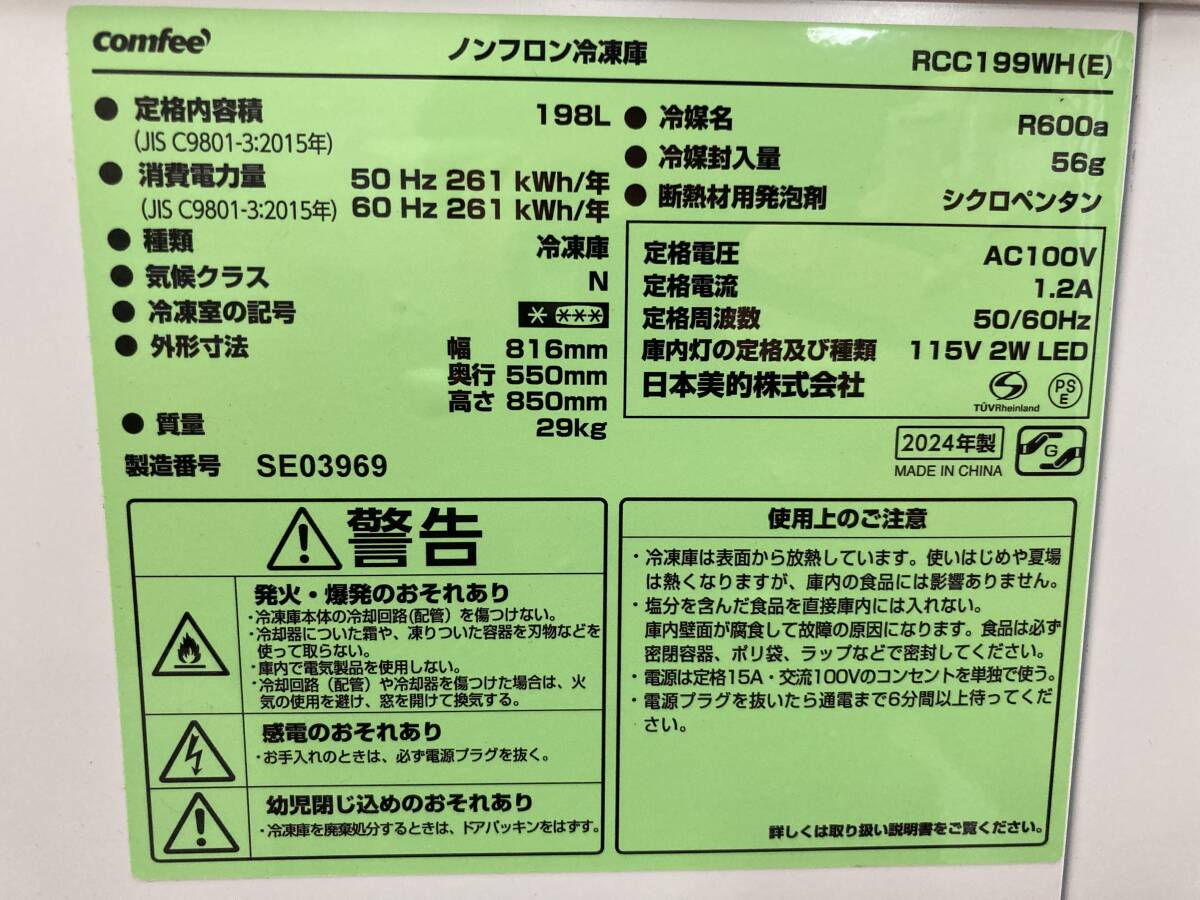 comfee'
ノンフロン冷凍庫
RCC199WH(E)
● 定格内容積 198L
(JIS C9801-3:2015年)
● 消費電力量 50 Hz 261 kWh/年
(JIS C9801-3:2015年) 60 Hz 261 kWh/年
● 種類 冷凍庫
● 気候クラス N
● 冷凍室の記号
● 外形寸法 幅 816mm
奥行 550mm
高さ 850mm
● 質量 29kg
製造番号 SE03969
● 冷媒名 R600a
● 冷媒封入量 56g
● 断熱材用発泡剤 シクロペンタン
定格電圧 AC100V
定格電流 1.2A
定格周波数 50/60Hz
庫内灯の定格及び種類 115V 2W LED
日本美的株式会社
TÜVRheinland
PS
E
2024年製
MADE IN CHINA
G
警告
発火・爆発のおそれあり
・冷凍庫本体の冷却回路(配管)を傷つけない。
・冷却器についた霜や、凍りついた容器を刃物などを
使って取らない。
・庫内で電気製品を使用しない。
・冷却回路(配管)や冷却器を傷つけた場合は、火
気の使用を避け、窓を開けて換気する。
感電のおそれあり
・お手入れのときは、必ず電源プラグを抜く。
幼児閉じ込めのおそれあり
・冷凍庫を廃棄処分するときは、ドアパッキンをはずす。
使用上のご注意
・冷凍庫は表面から放熱しています。使いはじめや夏場
は熱くなりますが、庫内の食品には影響ありません。
・塩分を含んだ食品を直接庫内には入れない。
庫内壁面が腐食して故障の原因になります。食品は必ず
密閉容器、ポリ袋、ラップなどで密封してください。
・電源は定格15A・交流100Vのコンセントを単独で使う。
・電源プラグを抜いたら通電まで6分間以上待ってくだ
さい。
詳しくは取り扱い説明書をご覧ください。